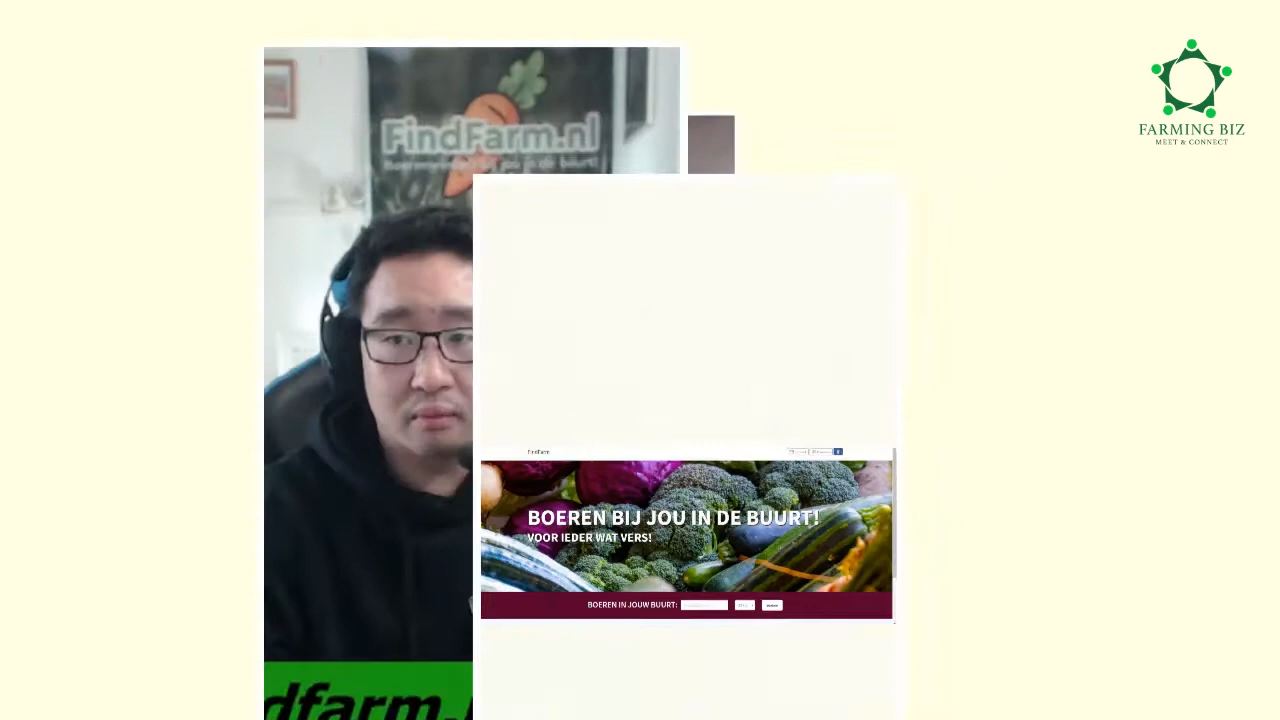 FindFarm.nl
FARMING BIZ
MEET & CONNECT
FindFarm
BOEREN BIJ JOU IN DE BUURT!
VOOR IEDER WAT VERS!
BOEREN IN JOUW BUURT:
dfarm.